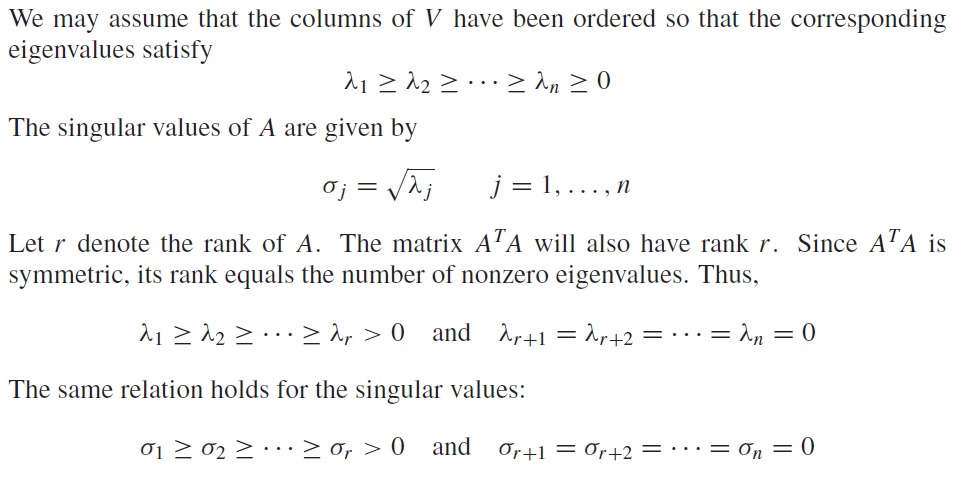 We may assume that the columns of V have been ordered so that the corresponding
eigenvalues satisfy
λ₁ ≥ λ₂ ≥ ⋯ ≥ λₙ ≥ 0
The singular values of A are given by
σⱼ = √λⱼ j = 1, . . . , n
Let r denote the rank of A. The matrix AᵀA will also have rank r. Since AᵀA is
symmetric, its rank equals the number of nonzero eigenvalues. Thus,
λ₁ ≥ λ₂ ≥ ⋯ ≥ λᵣ > 0 and λᵣ₊₁ = λᵣ₊₂ = ⋯ = λₙ = 0
The same relation holds for the singular values:
σ₁ ≥ σ₂ ≥ ⋯ ≥ σᵣ > 0 and σᵣ₊₁ = σᵣ₊₂ = ⋯ = σₙ = 0